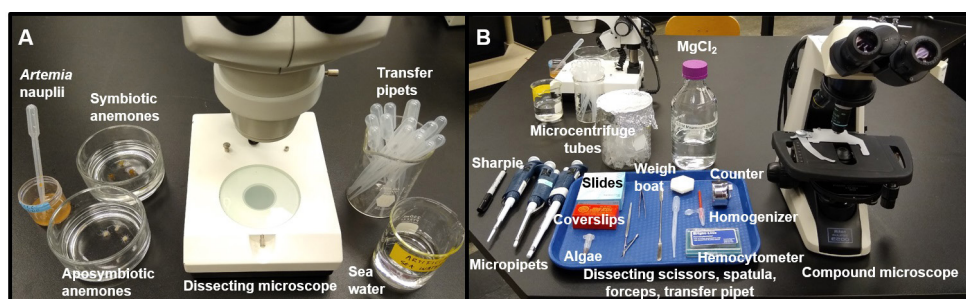 A
Artemia
nauplii
Symbiotic
anemones
Transfer
pipets
Aposymbiotic
anemones
Dissecting microscope
Sea
water
B
MgCl₂
Microcentrifuge
tubes
Sharpie
Slides
Weigh
boat
Counter
Coverslips
Homogenizer
Algae
Hemocytometer
Micropipets
Dissecting scissors, spatula,
forceps, transfer pipet
Compound microscope